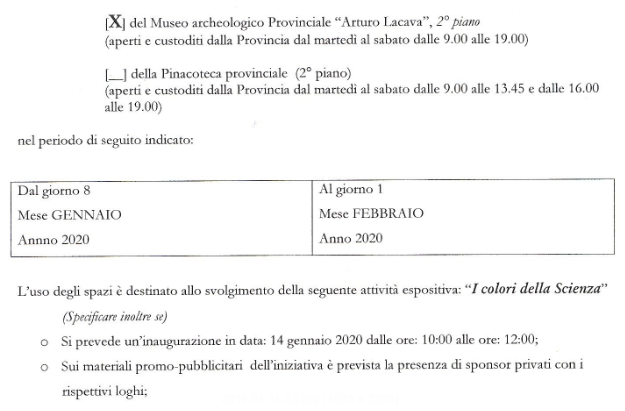 [X] del Museo archeologico Provinciale “Arturo Lacava”, 2° piano
(aperti e custoditi dalla Provincia dal martedì al sabato dalle 9.00 alle 19.00)
[__] della Pinacoteca provinciale (2° piano)
(aperti e custoditi dalla Provincia dal martedì al sabato dalle 9.00 alle 13.45 e dalle 16.00
alle 19.00)
nel periodo di seguito indicato:
Dal giorno 8
Mese GENNAIO
Annno 2020
Al giorno 1
Mese FEBBRAIO
Anno 2020
L’uso degli spazi è destinato allo svolgimento della seguente attività espositiva: “I colori della Scienza”
(Specificare inoltre se)
o Si prevede un’inaugurazione in data: 14 gennaio 2020 dalle ore: 10:00 alle ore: 12:00;
o Sui materiali promo-pubblicitari dell’iniziativa è prevista la presenza di sponsor privati con i
rispettivi loghi;